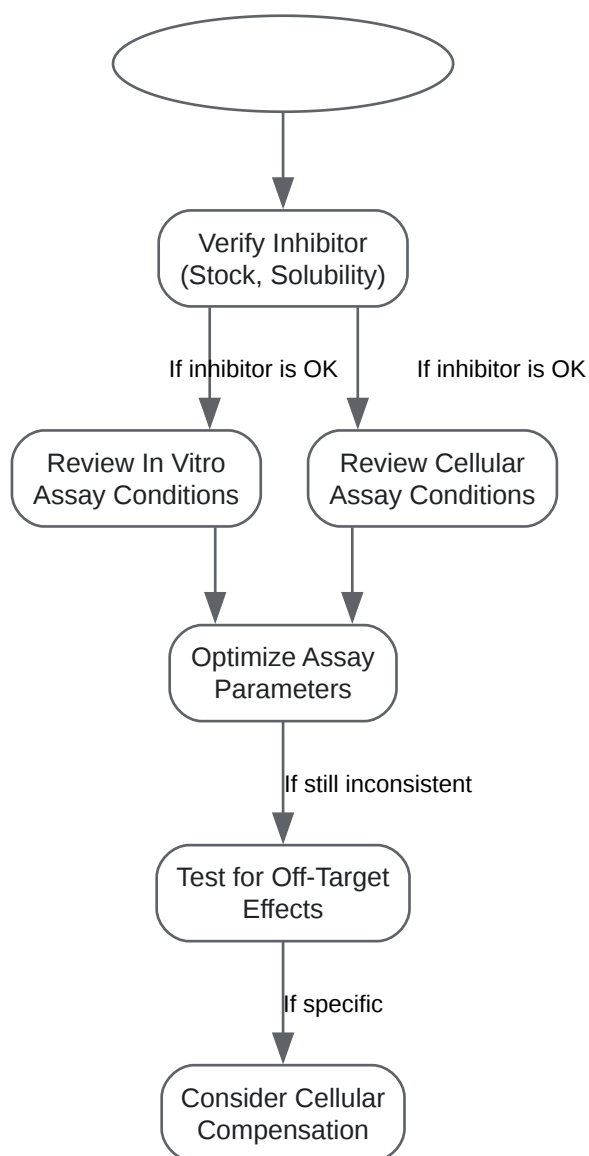 Verify Inhibitor
(Stock, Solubility)
If inhibitor is OK
If inhibitor is OK
Review In Vitro
Assay Conditions
Review Cellular
Assay Conditions
Optimize Assay
Parameters
If still inconsistent
Test for Off-Target
Effects
If specific
Consider Cellular
Compensation